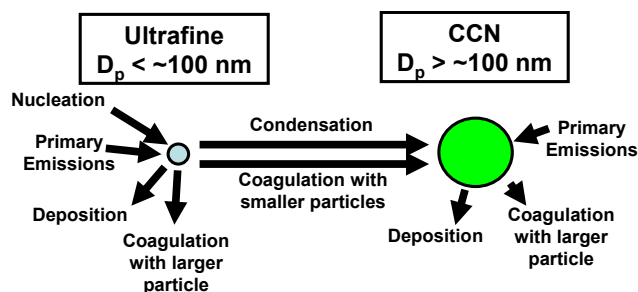 Ultrafine
Dp < ~100 nm
CCN
Dp > ~100 nm
Nucleation
Primary
Emissions
Deposition
Coagulation
with larger
particle
Condensation
Coagulation with
smaller particles
Primary
Emissions
Deposition
Coagulation
with larger
particle